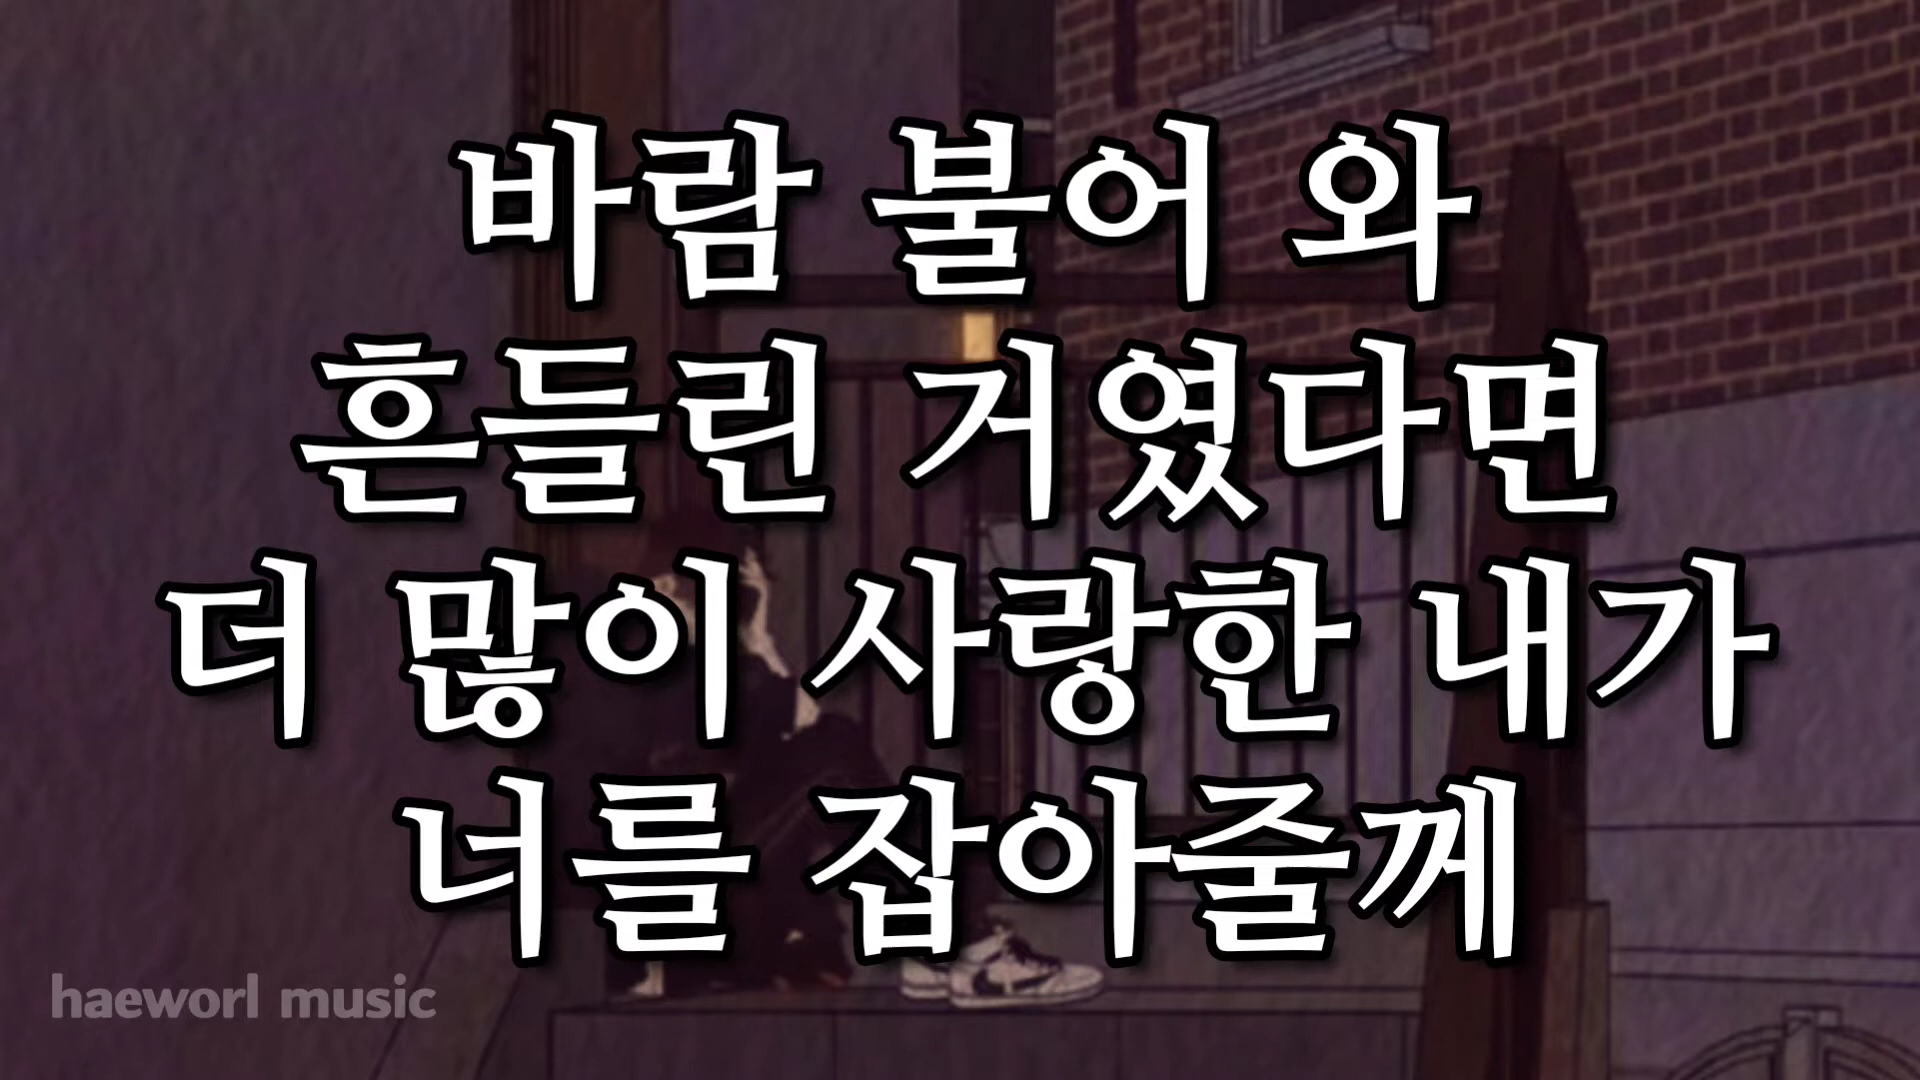 바람 불어 와
흔들린 거였다면
더 많이 사랑한 내가
너를 잡아줄께
haeworl music